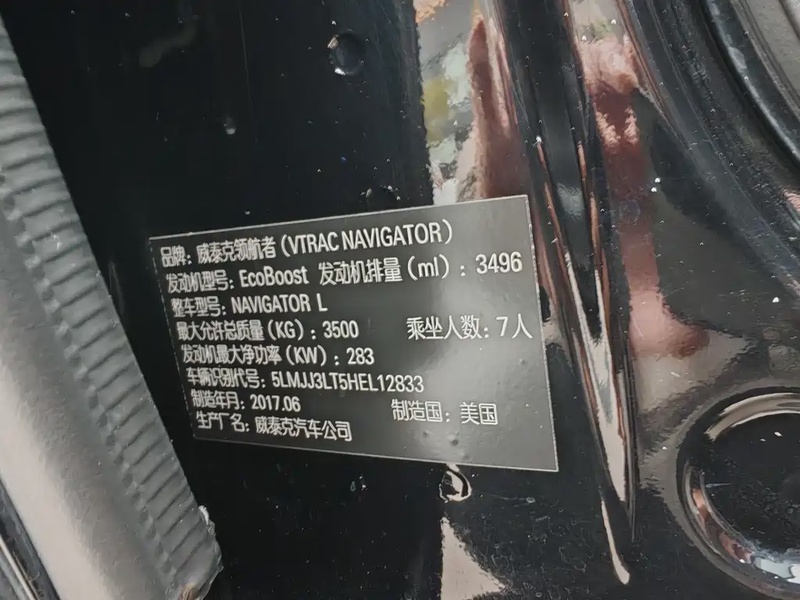 品牌: 威泰克领航者 (VTRAC NAVIGATOR)
发动机型号: EcoBoost 发动机排量 (ml) : 3496
整车型号: NAVIGATOR L
最大允许总质量 (KG) : 3500 乘坐人数: 7人
发动机最大净功率 (KW) : 283
车辆识别代号: 5LMJJ3LT5HEL12833
制造年月: 2017.06 制造国: 美国
生产厂名: 威泰克汽车公司